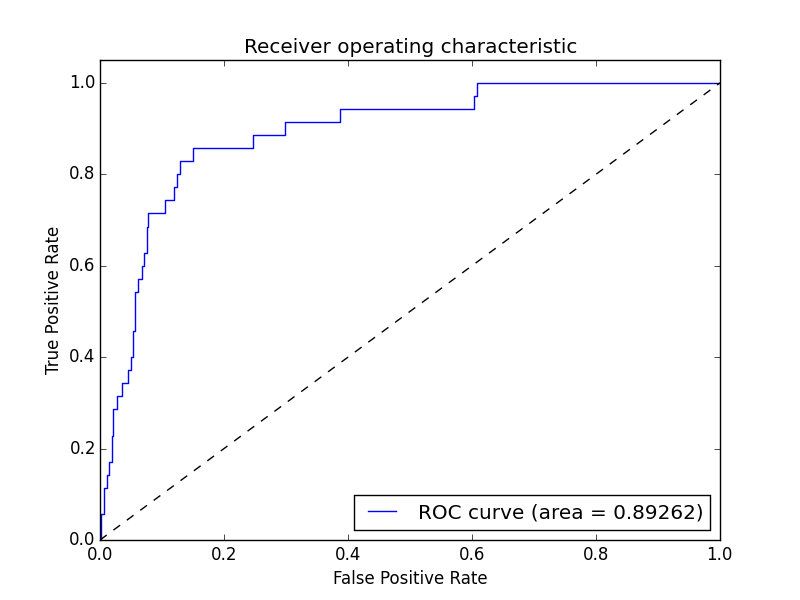 Receiver operating characteristic
1.0
0.8
0.6
0.4
0.2
0.0
True Positive Rate
ROC curve (area = 0.89262)
0.0 0.2 0.4 0.6 0.8 1.0
False Positive Rate